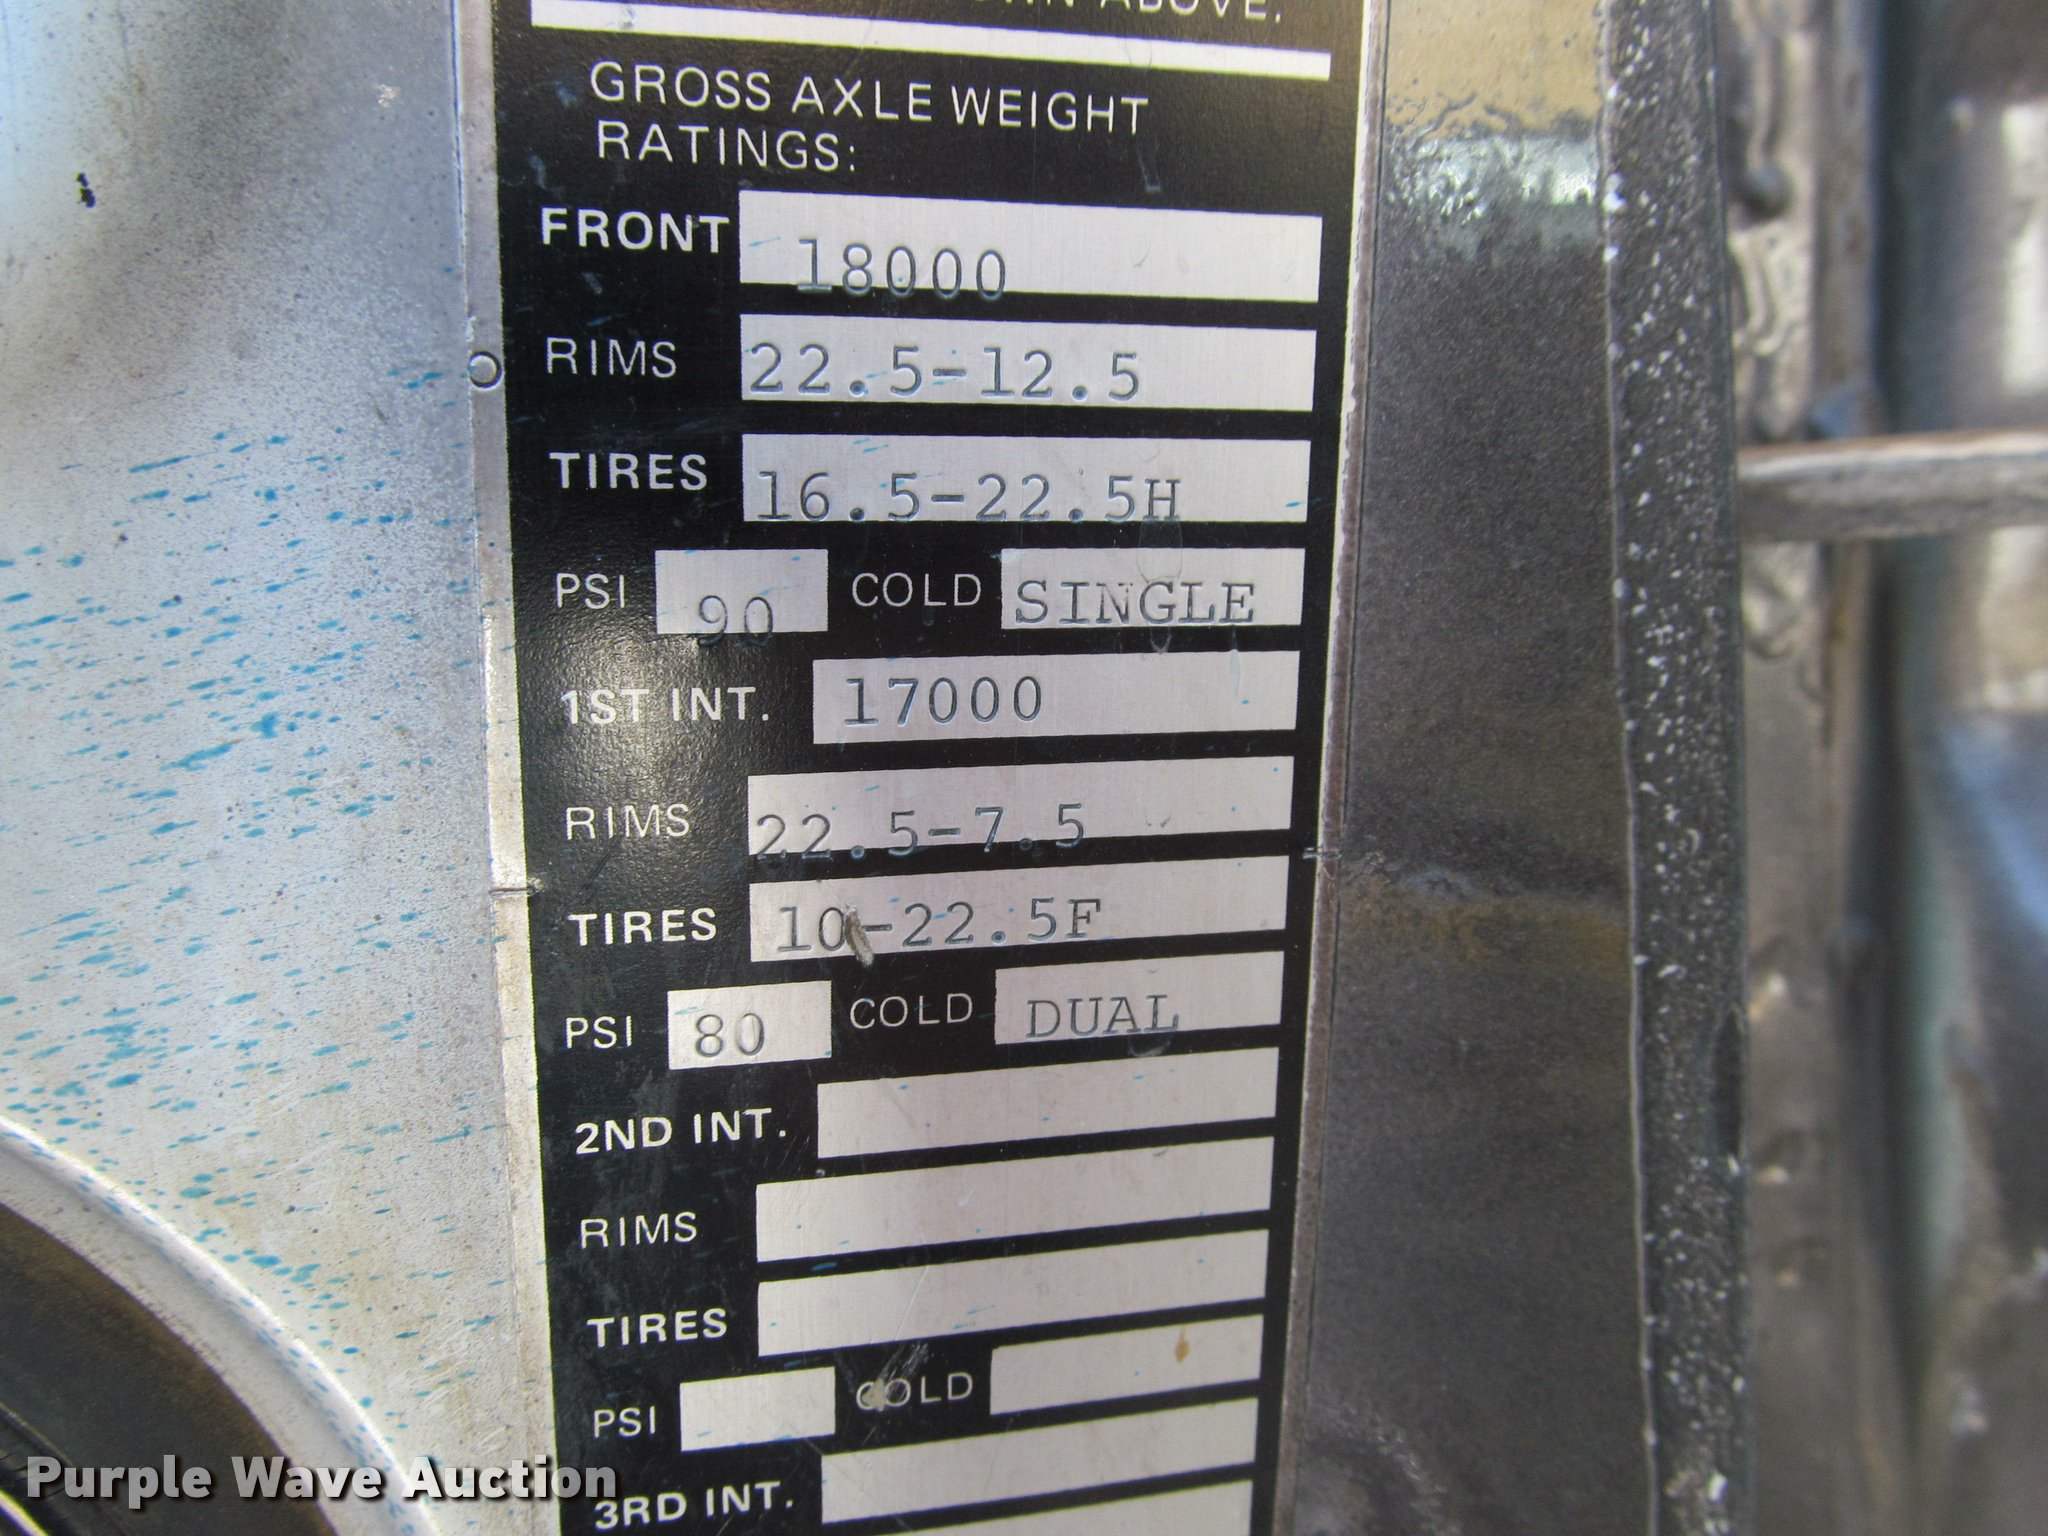 ABOVE.
GROSS AXLE WEIGHT
RATINGS:
FRONT 18000
RIMS 22.5-12.5
TIRES 16.5-22.5H
PSI 90 COLD SINGLE
1ST INT. 17000
RIMS 22.5-7.5
TIRES 10-22.5F
PSI 80 COLD DUAL
2ND INT.
RIMS
TIRES
PSI COLD
3RD INT.
Purple Wave Auction